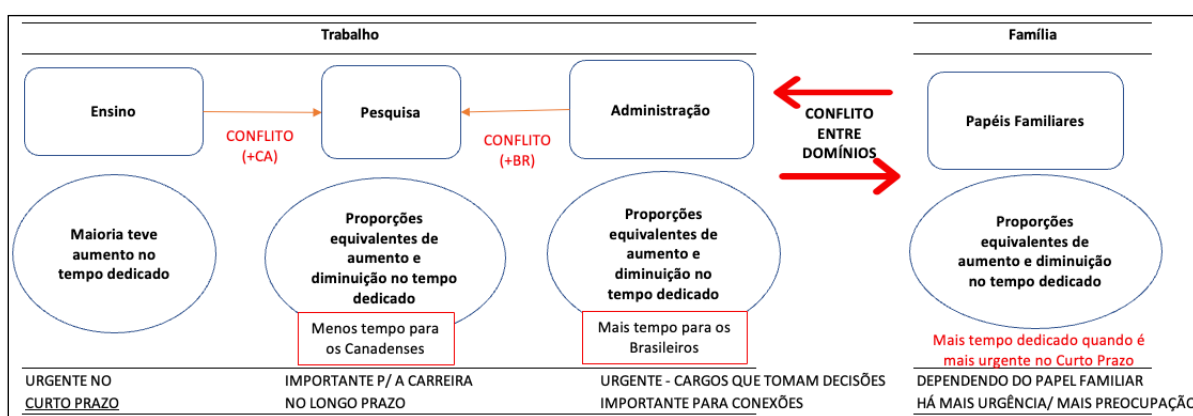 Trabalho
Família
Ensino
Pesquisa
Administração
Papéis Familiares
CONFLITO
(+CA)
CONFLITO
(+BR)
CONFLITO
ENTRE
DOMÍNIOS
Maioria teve
aumento no
tempo dedicado
Proporções
equivalentes de
aumento e
diminuição no tempo
dedicado
Menos tempo para
os Canadenses
Proporções
equivalentes de
aumento e
diminuição no
tempo dedicado
Mais tempo para os
Brasileiros
Proporções
equivalentes de
aumento e diminuição
no tempo dedicado
Mais tempo dedicado quando é
mais urgente no Curto Prazo
URGENTE NO
CURTO PRAZO
IMPORTANTE P/ A CARREIRA
NO LONGO PRAZO
URGENTE - CARGOS QUE TOMAM DECISÕES
IMPORTANTE PARA CONEXÕES
DEPENDENDO DO PAPEL FAMILIAR
HÁ MAIS URGÊNCIA/ MAIS PREOCUPAÇÃO